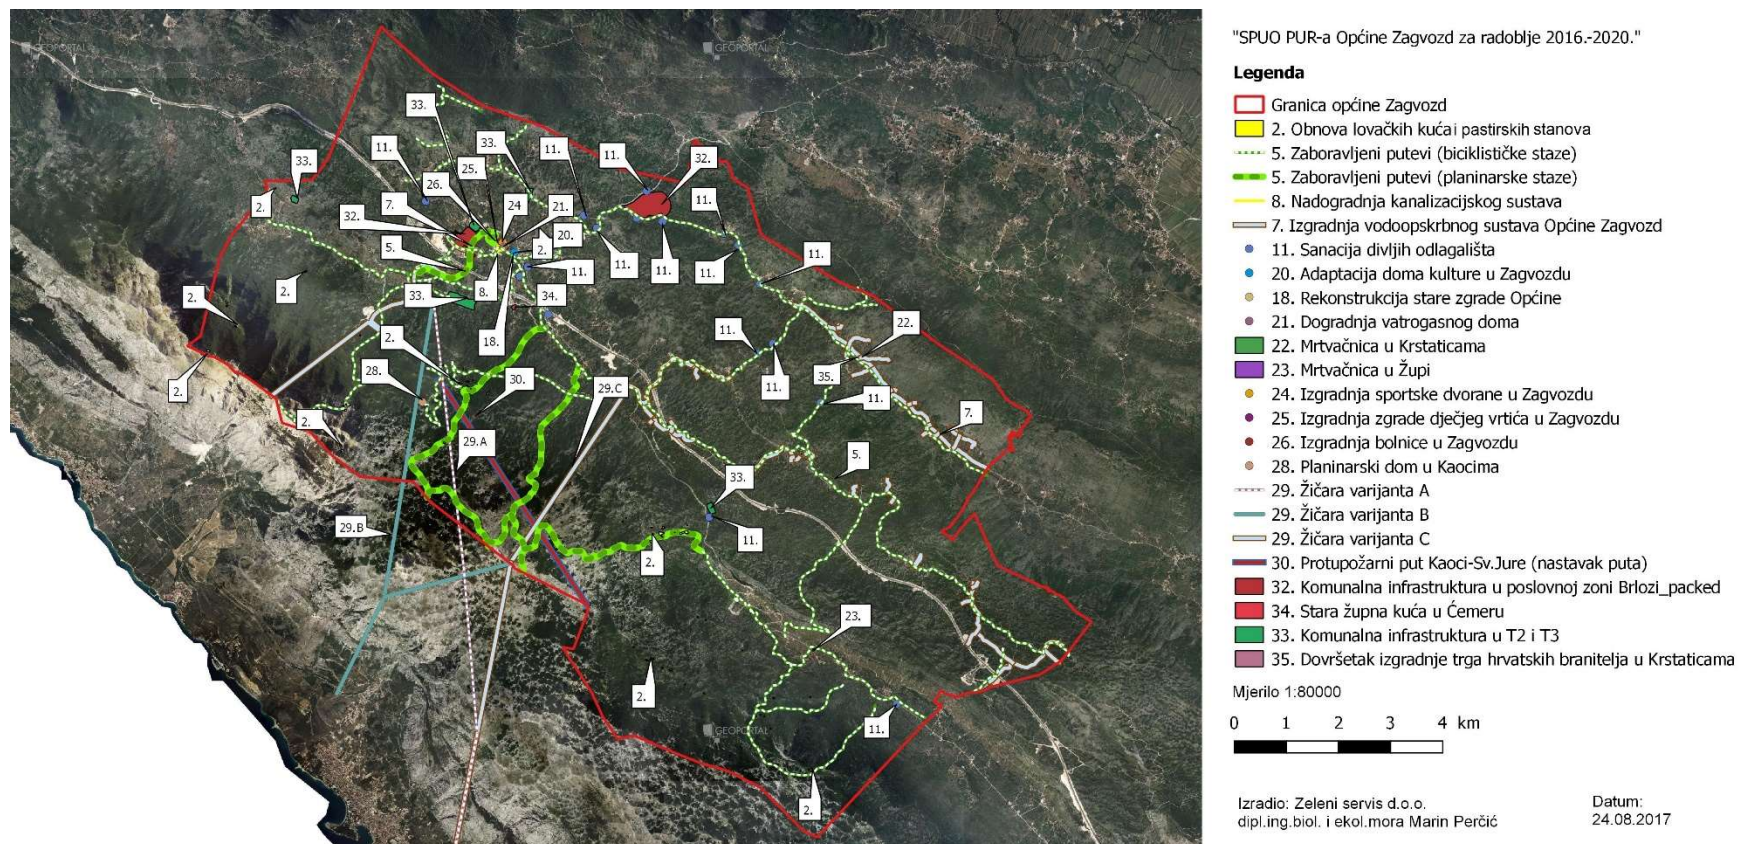 GEOPORTAL
GEOPORTAL
33.
11.
33.
11.
11.
32.
33.
25.
26.
24
21.
11.
2.
7.
32.
20.
2.
5.
11.
11.
11.
11.
11.
2.
2.
33.
8.
34.
22.
2.
18.
11.
2.
28.
30.
29.C
35.
11.
11.
2.
7.
29.A
5.
33.
29.B
11.
2.
23.
2.
GEOPORTAL
11.
2.
"SPUO PUR-a Općine Zagvozd za radoblje 2016.-2020."
Legenda
Granica općine Zagvozd
2. Obnova lovačkih kućai pastirskih stanova
5. Zaboravljeni putevi (biciklističke staze)
5. Zaboravljeni putevi (planinarske staze)
8. Nadogradnja kanalizacijskog sustava
7. Izgradnja vodoopskrbnog sustava Općine Zagvozd
11. Sanacija divljih odlagališta
20. Adaptacija doma kulture u Zagvozdu
18. Rekonstrukcija stare zgrade Općine
21. Dogradnja vatrogasnog doma
22. Mrtvačnica u Krstaticama
23. Mrtvačnica u Župi
24. Izgradnja sportske dvorane u Zagvozdu
25. Izgradnja zgrade dječjeg vrtića u Zagvozdu
26. Izgradnja bolnice u Zagvozdu
28. Planinarski dom u Kaocima
29. Žičara varijanta A
29. Žičara varijanta B
29. Žičara varijanta C
30. Protupožarni put Kaoci-Sv.Jure (nastavak puta)
32. Komunalna infrastruktura u poslovnoj zoni Brlozi_packed
34. Stara župna kuća u Ćemeru
33. Komunalna infrastruktura u T2 i T3
35. Dovršetak izgradnje trga hrvatskih branitelja u Krstaticama
Mjerilo 1:80000
0 1 2 3 4 km
Izradio: Zeleni servis d.o.o.
dipl.ing.biol. i ekol.mora Marin Perčić
Datum:
24.08.2017